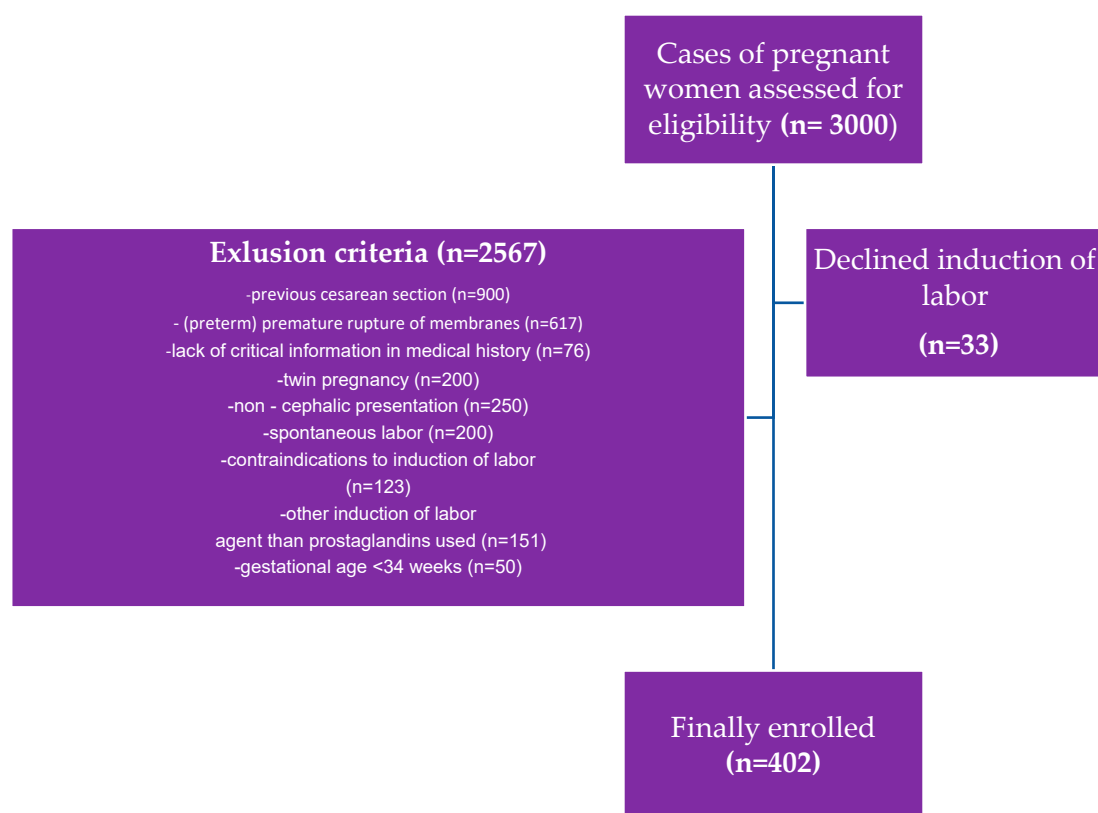 Cases of pregnant
women assessed for
eligibility (n= 3000)
Exlusion criteria (n=2567)
-previous cesarean section (n=900)
- (preterm) premature rupture of membranes (n=617)
-lack of critical information in medical history (n=76)
-twin pregnancy (n=200)
-non - cephalic presentation (n=250)
-spontaneous labor (n=200)
-contraindications to induction of labor
(n=123)
-other induction of labor
agent than prostaglandins used (n=151)
-gestational age <34 weeks (n=50)
Declined induction of
labor
(n=33)
Finally enrolled
(n=402)